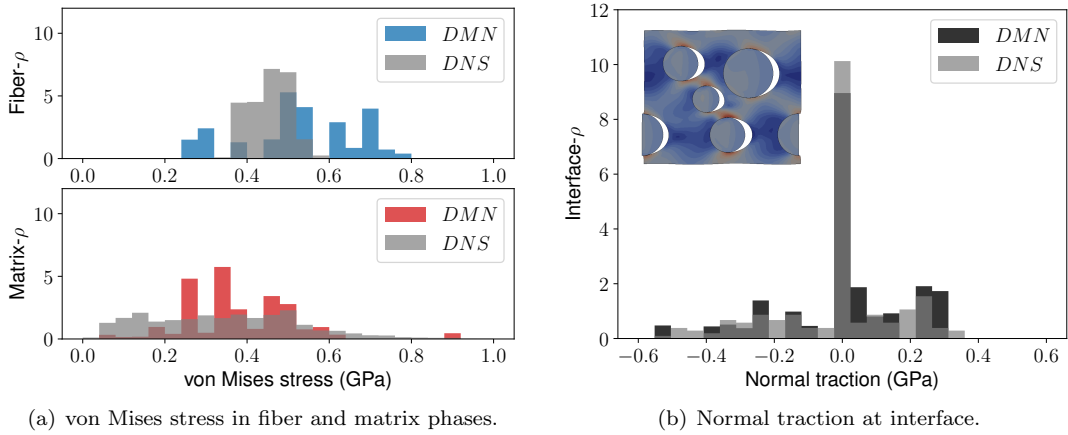 10
5
0
Fiber-ρ
DMN
DNS
0.0 0.2 0.4 0.6 0.8 1.0
10
5
0
Matrix-ρ
DMN
DNS
0.0 0.2 0.4 0.6 0.8 1.0
von Mises stress (GPa)
(a) von Mises stress in fiber and matrix phases.
12
10
8
6
4
2
0
Interface-ρ
DMN
DNS
−0.6 −0.4 −0.2 0.0 0.2 0.4 0.6
Normal traction (GPa)
(b) Normal traction at interface.